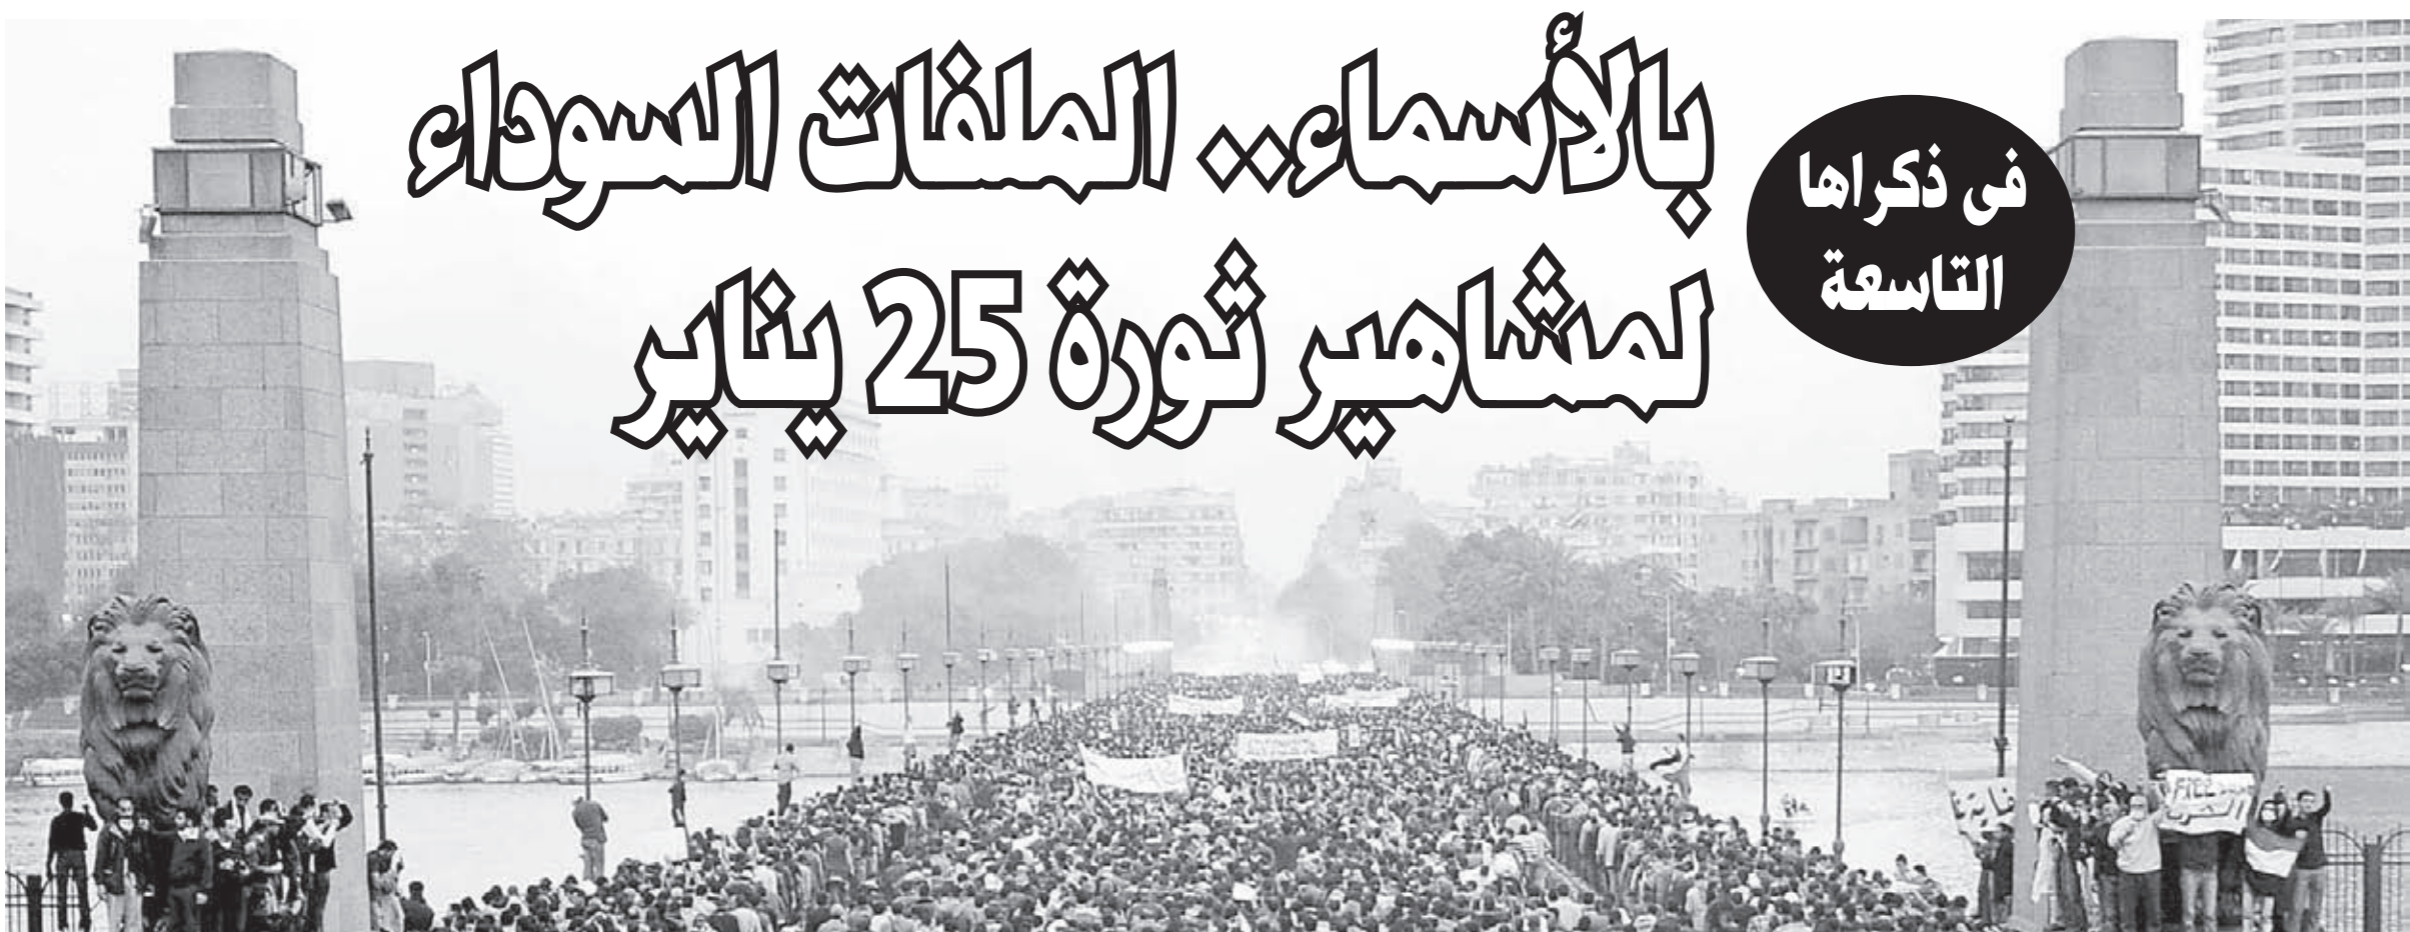 فى ذكراها
التاسعة
بالأسماء.. الملفات السوداء
لمشاهير ثورة 25 يناير